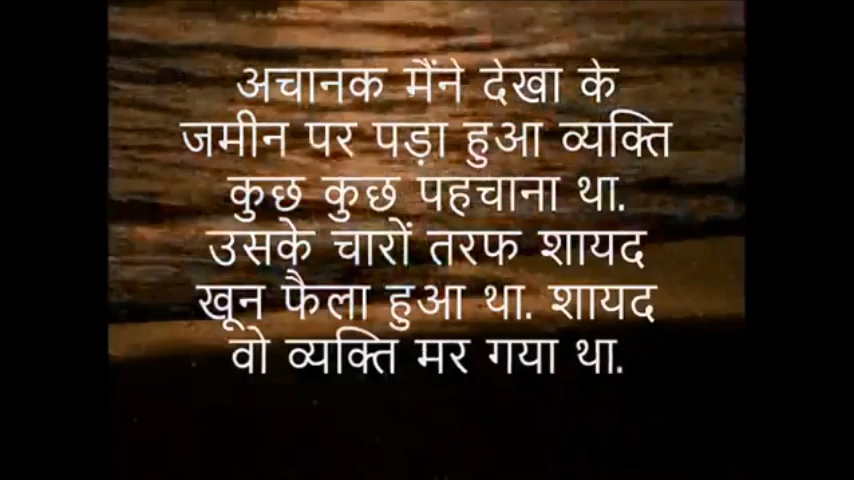 अचानक मैंने देखा के
जमीन पर पड़ा हुआ व्यक्ति
कुछ कुछ पहचाना था.
उसके चारों तरफ शायद
खून फैला हुआ था. शायद
वो व्यक्ति मर गया था.